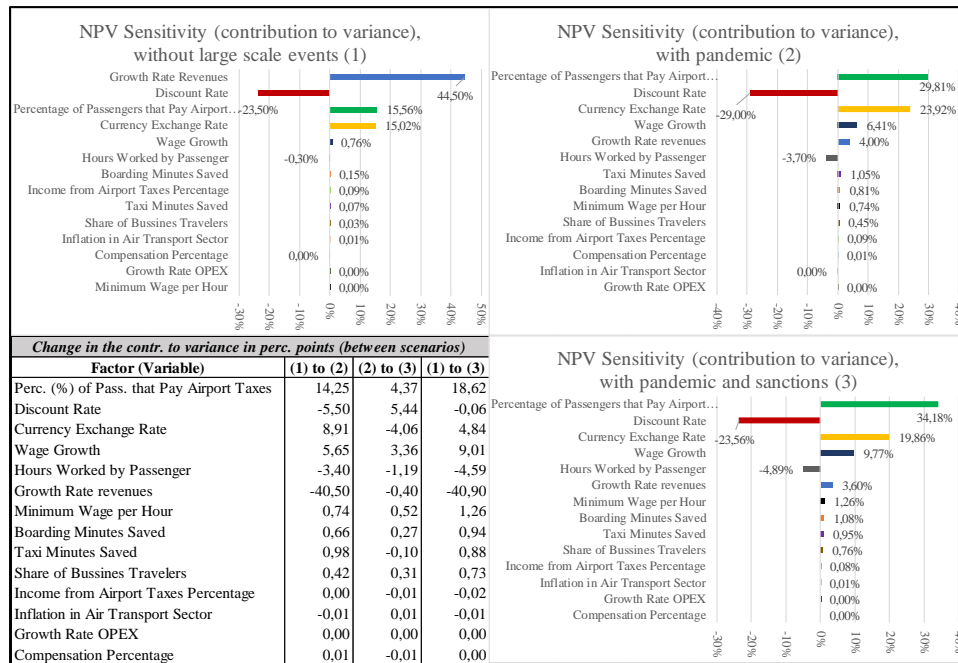 NPV Sensitivity (contribution to variance),
without large scale events (1)
Growth Rate Revenues
44,50%
Discount Rate
-23,50%
Percentage of Passengers that Pay Airport…
15,56%
Currency Exchange Rate
15,02%
Wage Growth
0,76%
Hours Worked by Passenger
-0,30%
Boarding Minutes Saved
0,15%
Income from Airport Taxes Percentage
0,09%
Taxi Minutes Saved
0,07%
Share of Bussines Travelers
0,03%
Inflation in Air Transport Sector
0,01%
Compensation Percentage
0,00%
Growth Rate OPEX
0,00%
Minimum Wage per Hour
0,00%
-30% -20% -10% 0% 10% 20% 30% 40% 50%
NPV Sensitivity (contribution to variance),
with pandemic (2)
Percentage of Passengers that Pay Airport…
29,81%
Discount Rate
-29,00%
Currency Exchange Rate
23,92%
Wage Growth
6,41%
Growth Rate revenues
4,00%
Hours Worked by Passenger
-3,70%
Taxi Minutes Saved
1,05%
Boarding Minutes Saved
0,81%
Minimum Wage per Hour
0,74%
Share of Bussines Travelers
0,45%
Income from Airport Taxes Percentage
0,09%
Compensation Percentage
0,01%
Inflation in Air Transport Sector
0,00%
Growth Rate OPEX
0,00%
-40% -30% -20% -10% 0% 10% 20% 30% 40%
Change in the contr. to variance in perc. points (between scenarios)
Factor (Variable) (1) to (2) (2) to (3) (1) to (3)
Perc. (%) of Pass. that Pay Airport Taxes 14,25 4,37 18,62
Discount Rate -5,50 5,44 -0,06
Currency Exchange Rate 8,91 -4,06 4,84
Wage Growth 5,65 3,36 9,01
Hours Worked by Passenger -3,40 -1,19 -4,59
Growth Rate revenues -40,50 -0,40 -40,90
Minimum Wage per Hour 0,74 0,52 1,26
Boarding Minutes Saved 0,66 0,27 0,94
Taxi Minutes Saved 0,98 -0,10 0,88
Share of Bussines Travelers 0,42 0,31 0,73
Income from Airport Taxes Percentage 0,00 -0,01 -0,02
Inflation in Air Transport Sector -0,01 0,01 -0,01
Growth Rate OPEX 0,00 0,00 0,00
Compensation Percentage 0,01 -0,01 0,00
NPV Sensitivity (contribution to variance),
with pandemic and sanctions (3)
Percentage of Passengers that Pay Airport…
34,18%
Discount Rate
-23,56%
Currency Exchange Rate
19,86%
Wage Growth
9,77%
Hours Worked by Passenger
-4,89%
Growth Rate revenues
3,60%
Minimum Wage per Hour
1,26%
Boarding Minutes Saved
1,08%
Taxi Minutes Saved
0,95%
Share of Bussines Travelers
0,76%
Income from Airport Taxes Percentage
0,08%
Inflation in Air Transport Sector
0,01%
Growth Rate OPEX
0,00%
Compensation Percentage
0,00%
-30% -20% -10% 0% 10% 20% 30% 40%